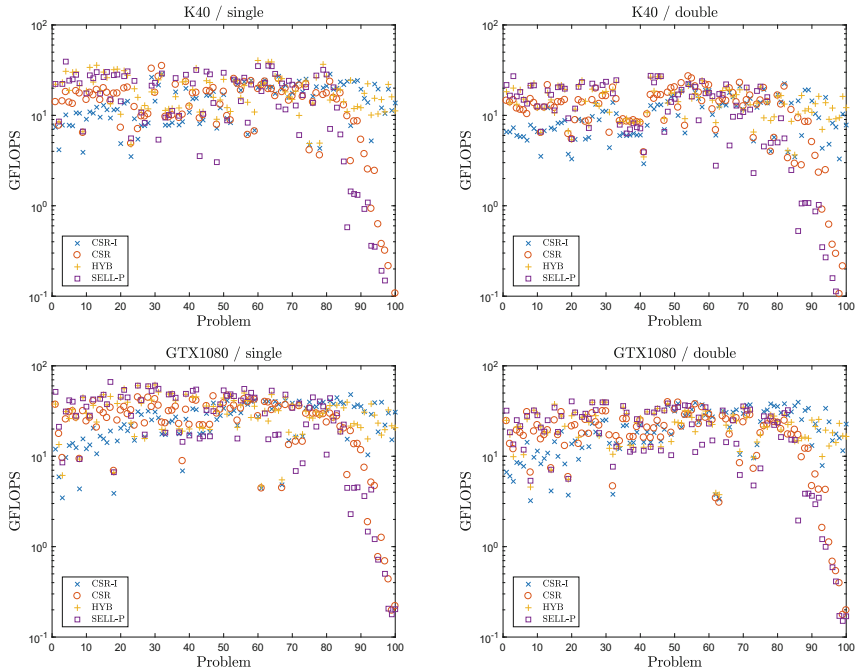 K40 / single
GFLOPS
10^2
10^1
10^0
10^-1
CSR-I
CSR
HYB
SELL-P
0 10 20 30 40 50 60 70 80 90 100
Problem
K40 / double
GFLOPS
10^2
10^1
10^0
10^-1
CSR-I
CSR
HYB
SELL-P
0 10 20 30 40 50 60 70 80 90 100
Problem
GTX1080 / single
GFLOPS
10^2
10^1
10^0
10^-1
CSR-I
CSR
HYB
SELL-P
0 10 20 30 40 50 60 70 80 90 100
Problem
GTX1080 / double
GFLOPS
10^2
10^1
10^0
10^-1
CSR-I
CSR
HYB
SELL-P
0 10 20 30 40 50 60 70 80 90 100
Problem